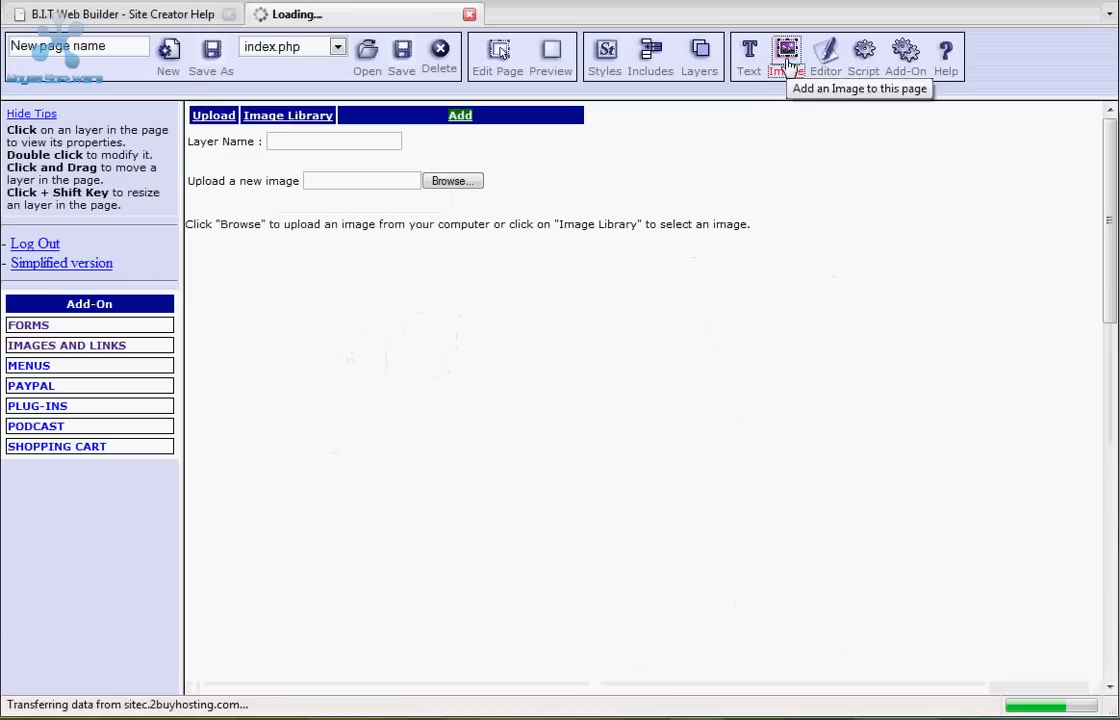 B.I.T Web Builder - Site Creator Help
Loading...
New page name
New
Save As
index.php
Open
Save
Delete
Edit Page
Preview
Styles
Includes
Layers
Text
Image
Editor
Script
Add-On
Help
Add an Image to this page
Hide Tips
Click on an layer in the page
to view its properties.
Double click to modify it.
Click and Drag to move a
layer in the page.
Click + Shift Key to resize
an layer in the page.
- Log Out
- Simplified version
Add-On
FORMS
IMAGES AND LINKS
MENUS
PAYPAL
PLUG-INS
PODCAST
SHOPPING CART
Upload
Image Library
Add
Layer Name :
Upload a new image
Browse...
Click "Browse" to upload an image from your computer or click on "Image Library" to select an image.
Transferring data from sitec.2buyhosting.com...